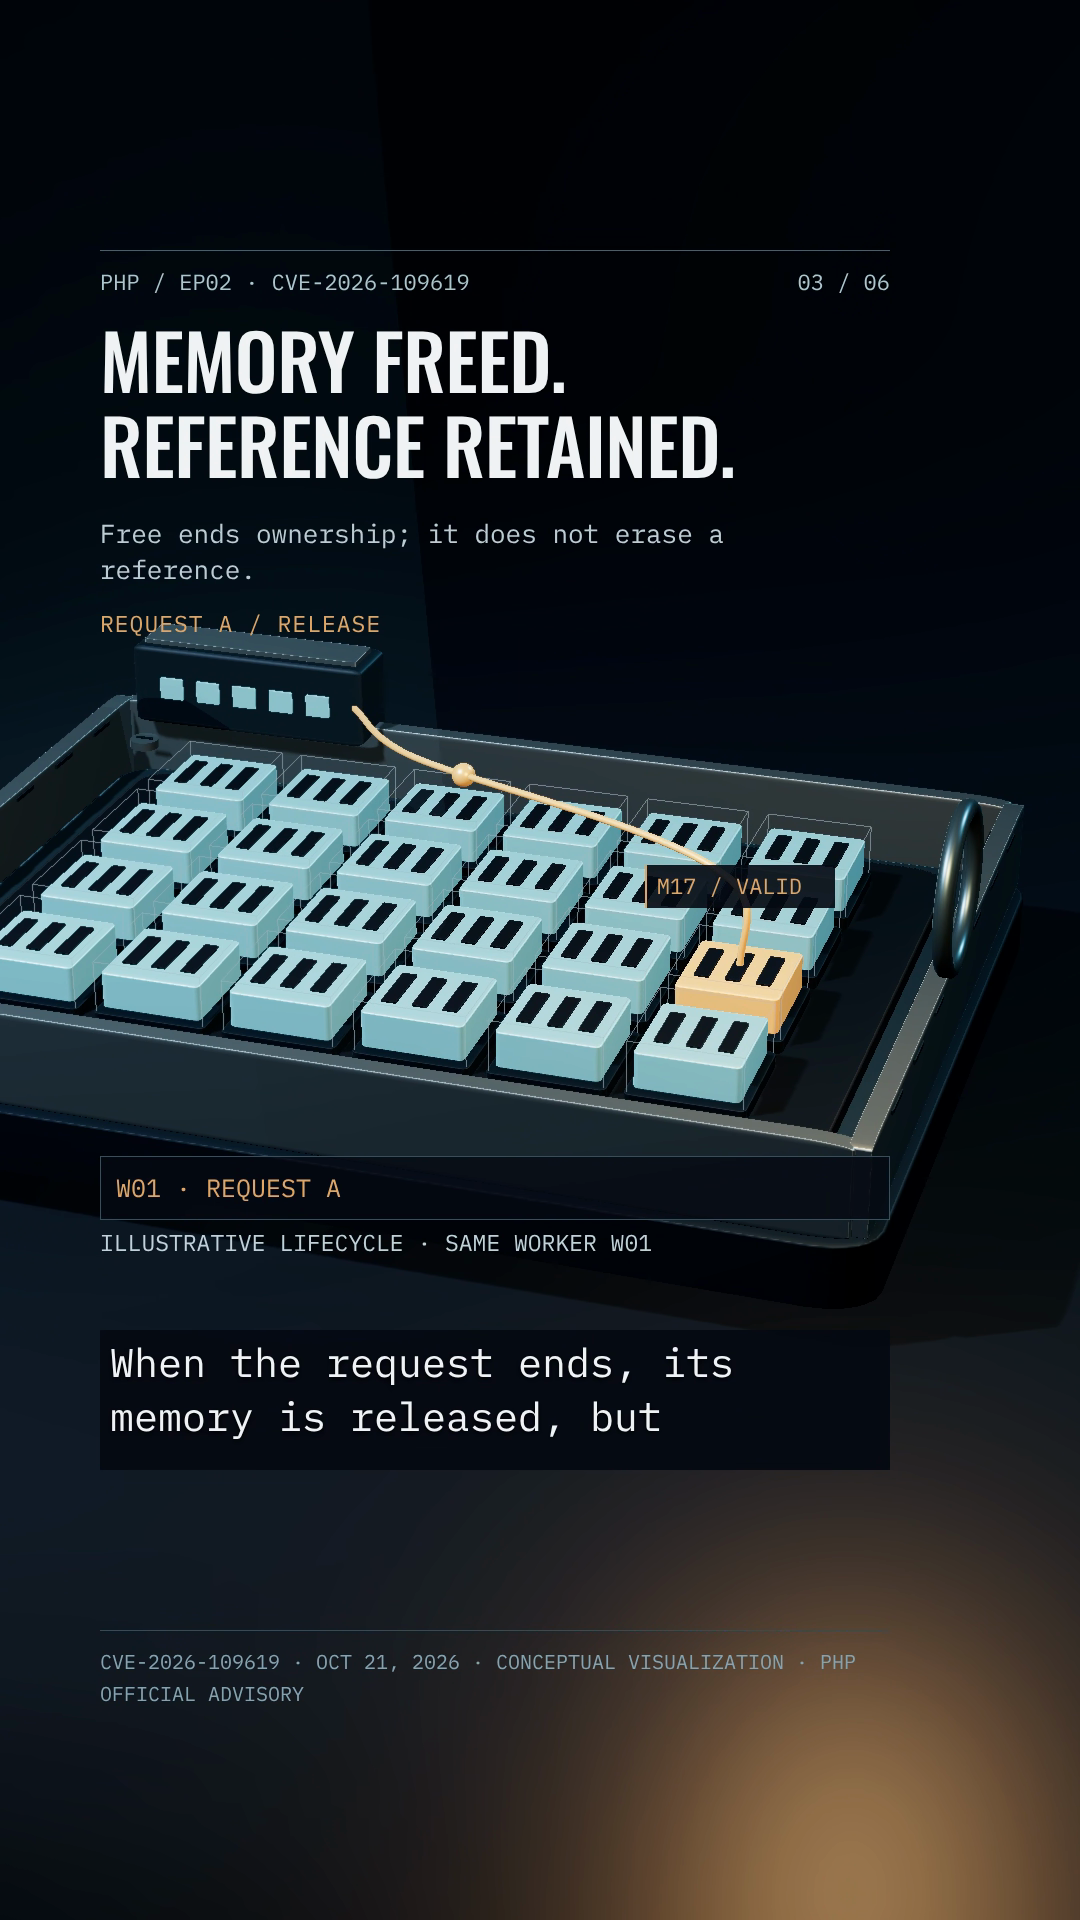 PHP / EP02 · CVE-2026-109619
03 / 06
MEMORY FREED.
REFERENCE RETAINED.
Free ends ownership; it does not erase a
reference.
REQUEST A / RELEASE
M17 / VALID
W01 · REQUEST A
ILLUSTRATIVE LIFECYCLE · SAME WORKER W01
When the request ends, its
memory is released, but
CVE-2026-109619 · OCT 21, 2026 · CONCEPTUAL VISUALIZATION · PHP
OFFICIAL ADVISORY